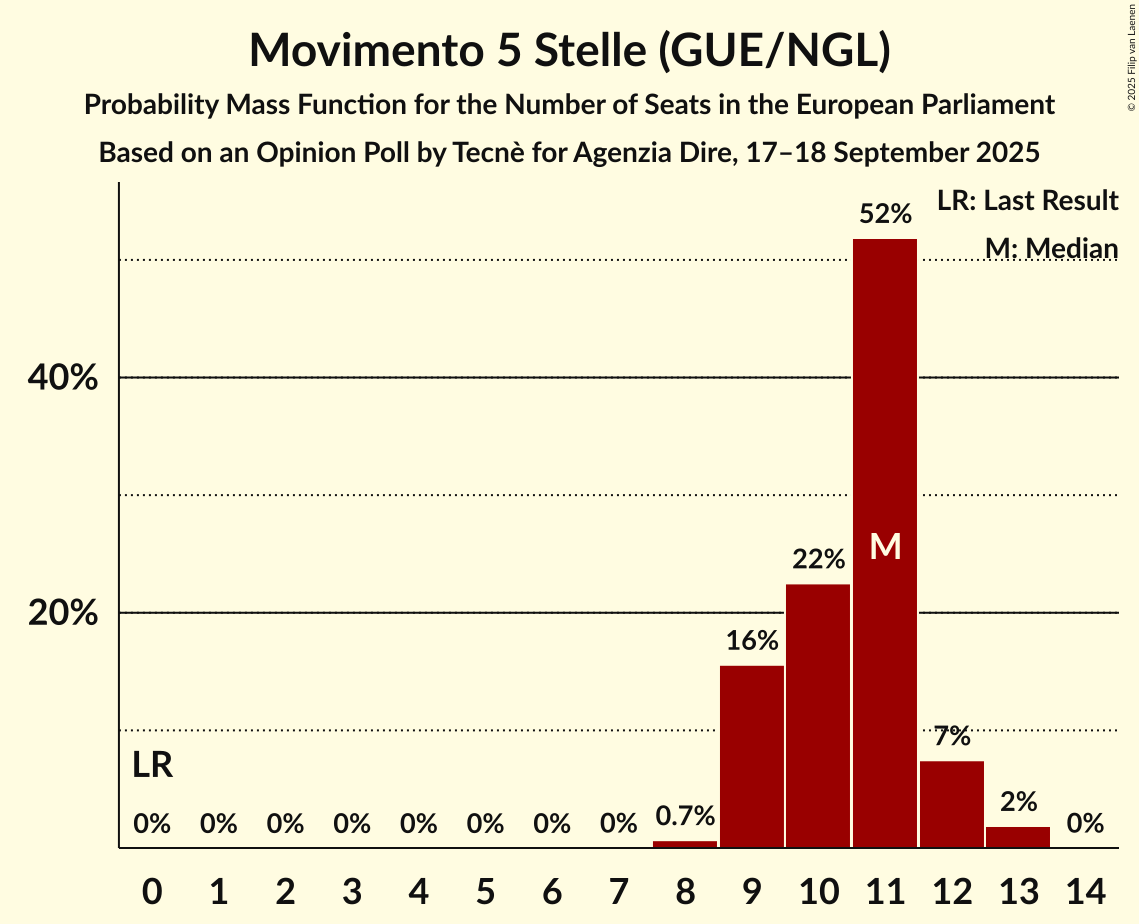 Movimento 5 Stelle (GUE/NGL)
Probability Mass Function for the Number of Seats in the European Parliament
Based on an Opinion Poll by Tecnè for Agenzia Dire, 17–18 September 2025
© 2025 Filip van Laenen
LR: Last Result
M: Median
52%
40%
M
22%
20%
16%
7%
LR
0% 0% 0% 0% 0% 0% 0% 0% 0.7% 2% 0%
0 1 2 3 4 5 6 7 8 9 10 11 12 13 14